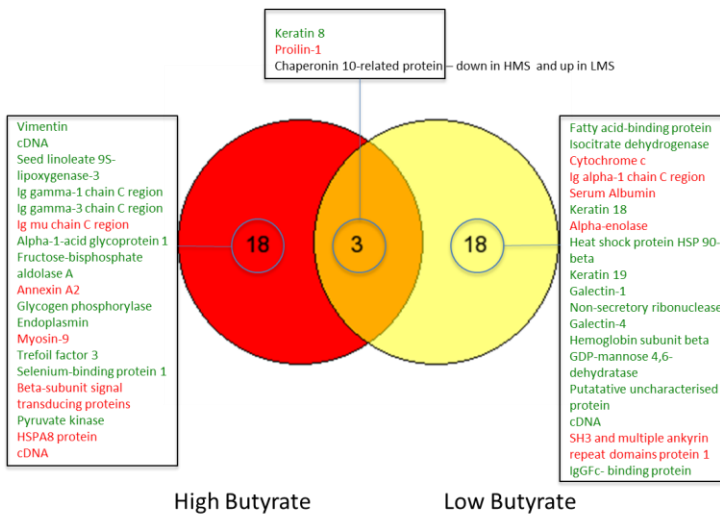 Keratin 8
Proilin-1
Chaperonin 10-related protein – down in HMS and up in LMS
Vimentin
cDNA
Seed linoleate 9S-
lipoxygenase-3
Ig gamma-1 chain C region
Ig gamma-3 chain C region
Ig mu chain C region
Alpha-1-acid glycoprotein 1
Fructose-bisphosphate
aldolase A
Annexin A2
Glycogen phosphorylase
Endoplasmin
Myosin-9
Trefoil factor 3
Selenium-binding protein 1
Beta-subunit signal
transducing proteins
Pyruvate kinase
HSPA8 protein
cDNA
18
3
18
Fatty acid-binding protein
Isocitrate dehydrogenase
Cytochrome c
Ig alpha-1 chain C region
Serum Albumin
Keratin 18
Alpha-enolase
Heat shock protein HSP 90-
beta
Keratin 19
Galectin-1
Non-secretory ribonuclease
Galectin-4
Hemoglobin subunit beta
GDP-mannose 4,6-
dehydratase
Putatative uncharacterised
protein
cDNA
SH3 and multiple ankyrin
repeat domains protein 1
IgGFc- binding protein
High Butyrate
Low Butyrate